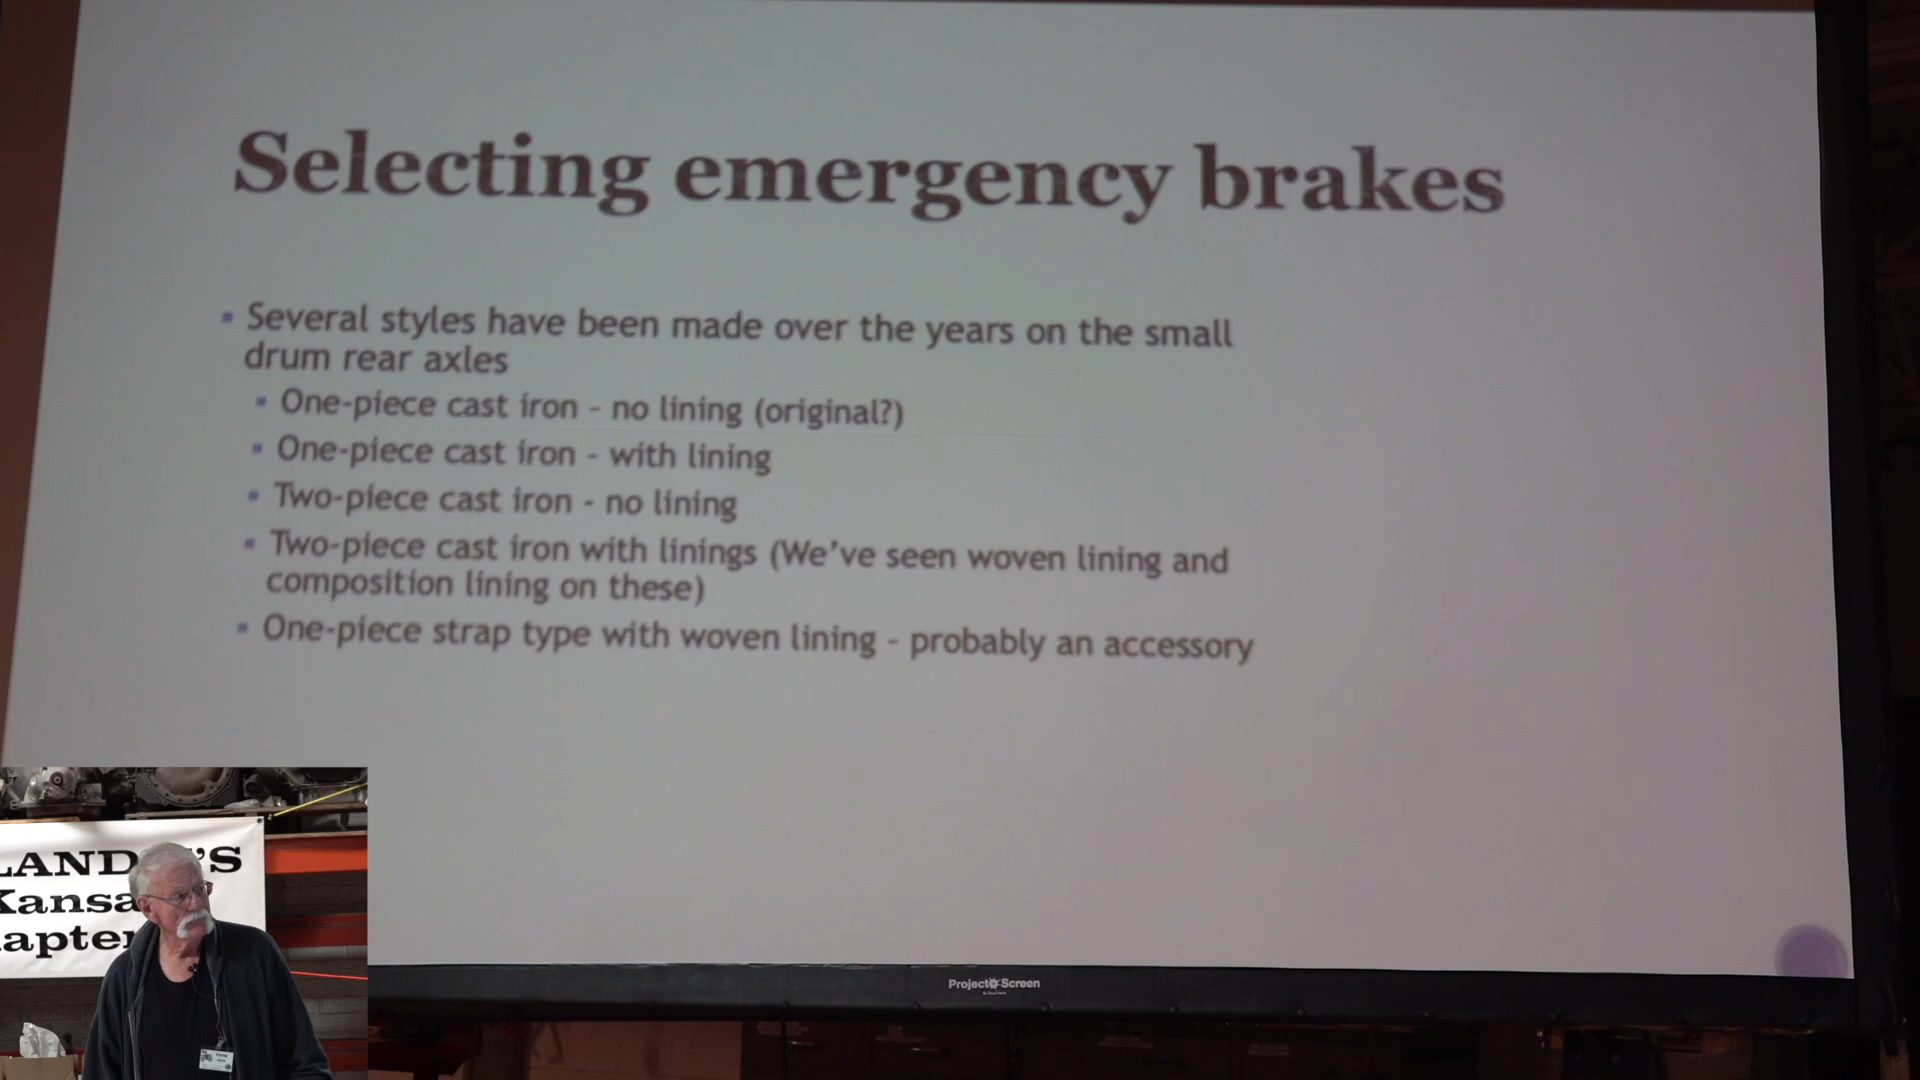 Selecting emergency brakes
▪ Several styles have been made over the years on the small
drum rear axles
▪ One-piece cast iron - no lining (original?)
▪ One-piece cast iron - with lining
▪ Two-piece cast iron - no lining
▪ Two-piece cast iron with linings (We've seen woven lining and
composition lining on these)
▪ One-piece strap type with woven lining - probably an accessory
Project Screen
LAND 'S
Kansa
apter